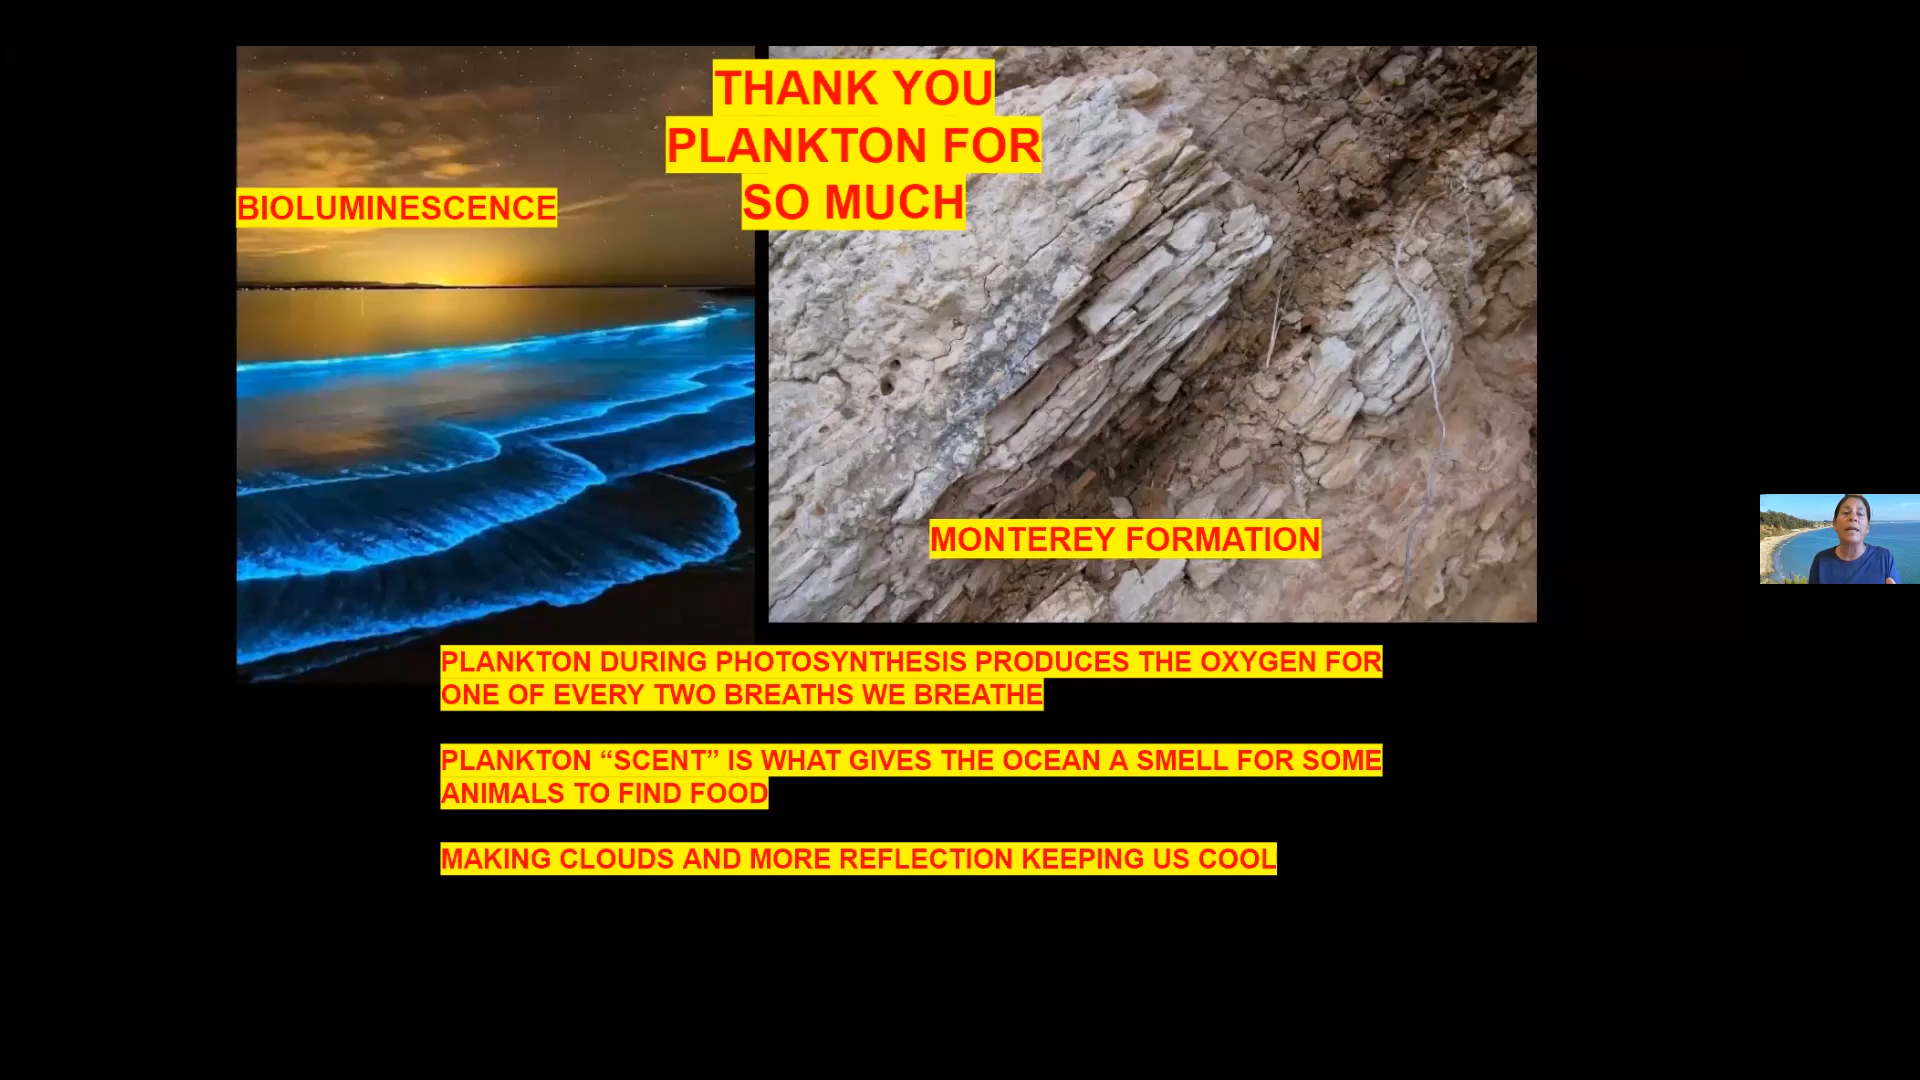 THANK YOU
PLANKTON FOR
SO MUCH
BIOLUMINESCENCE
MONTEREY FORMATION
PLANKTON DURING PHOTOSYNTHESIS PRODUCES THE OXYGEN FOR
ONE OF EVERY TWO BREATHS WE BREATHE
PLANKTON “SCENT” IS WHAT GIVES THE OCEAN A SMELL FOR SOME
ANIMALS TO FIND FOOD
MAKING CLOUDS AND MORE REFLECTION KEEPING US COOL